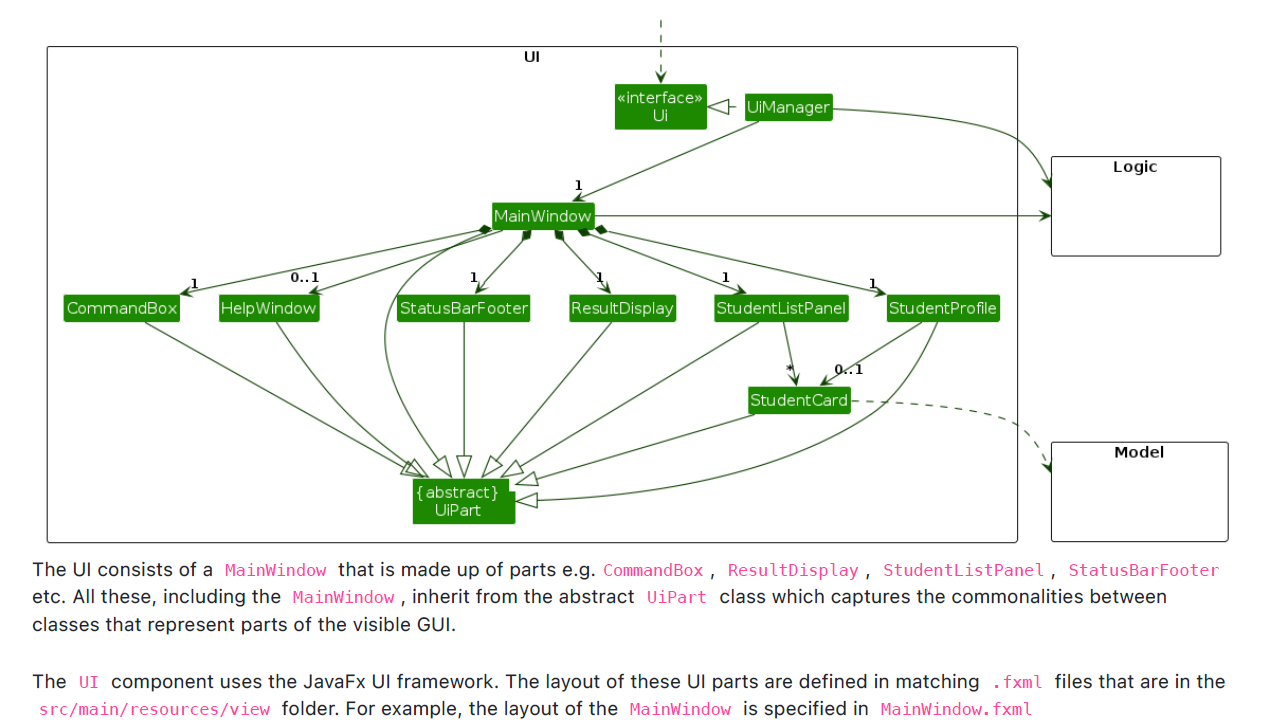 UI
«interface»
Ui
UiManager
Logic
1
MainWindow
1
0..1
1
1
1
1
CommandBox
HelpWindow
StatusBarFooter
ResultDisplay
StudentListPanel
StudentProfile
*
0..1
StudentCard
Model
{abstract}
UiPart
The UI consists of a MainWindow that is made up of parts e.g. CommandBox , ResultDisplay , StudentListPanel , StatusBarFooter
etc. All these, including the MainWindow , inherit from the abstract UiPart class which captures the commonalities between
classes that represent parts of the visible GUI.
The UI component uses the JavaFx UI framework. The layout of these UI parts are defined in matching .fxml files that are in the
src/main/resources/view folder. For example, the layout of the MainWindow is specified in MainWindow.fxml